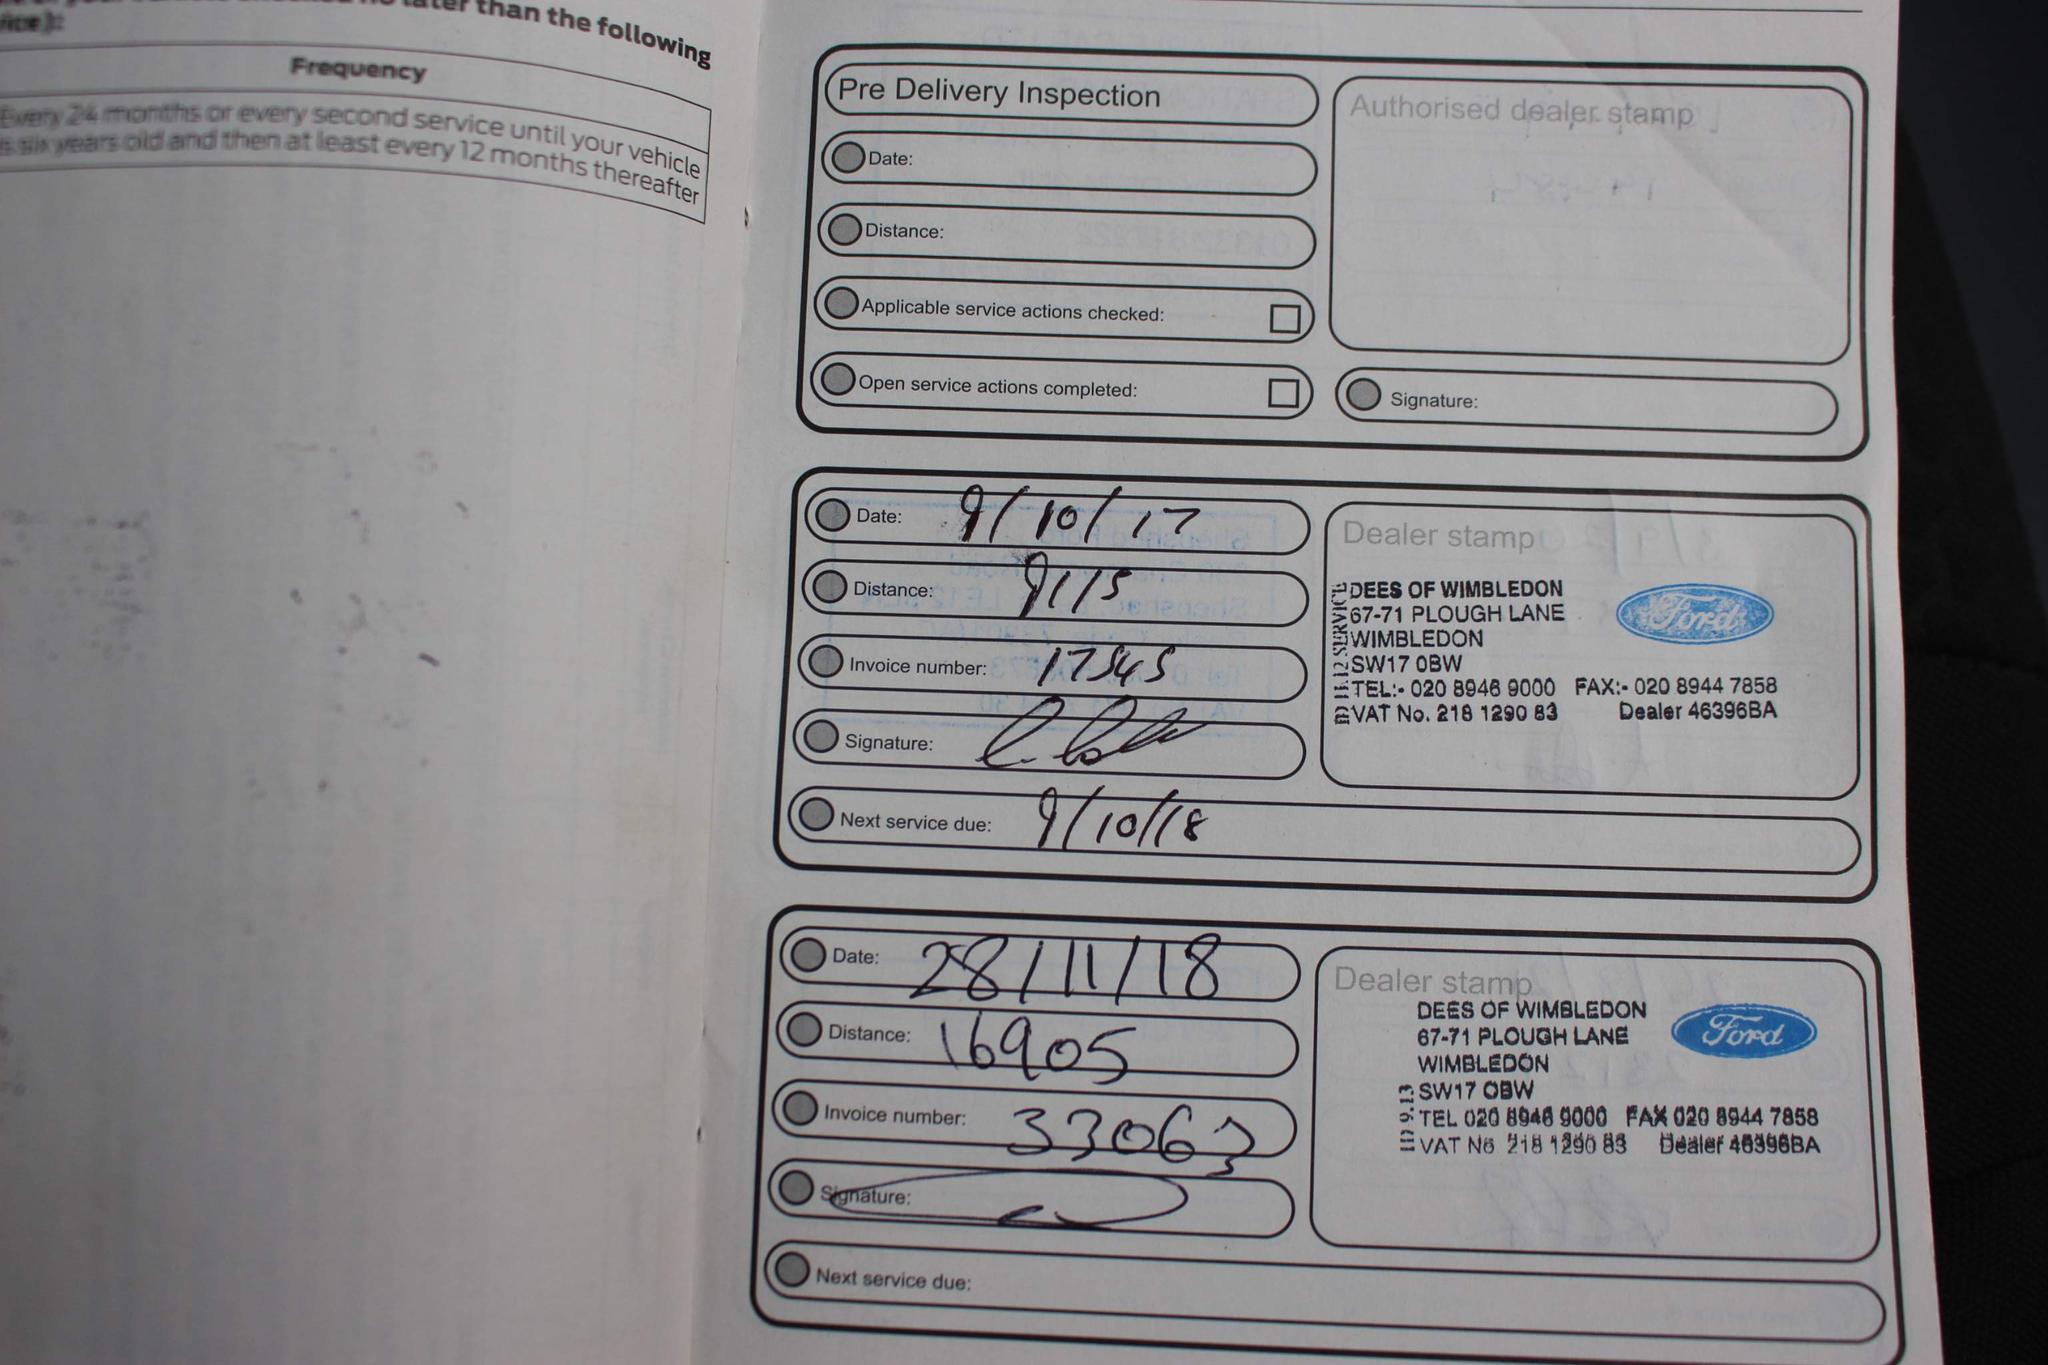 later than the following
Frequency
Every 24 months or every second service until your vehicle
is six years old and then at least every 12 months thereafter
Pre Delivery Inspection
Authorised dealer stamp
Date:
Distance:
Applicable service actions checked:
Open service actions completed:
Signature:
Date: 9/10/17
Distance: 9115
Invoice number: 17545
Signature:
Next service due: 9/10/18
Dealer stamp
DEES OF WIMBLEDON
67-71 PLOUGH LANE
WIMBLEDON
SW17 0BW
TEL:- 020 8946 9000 FAX:- 020 8944 7858
VAT No. 218 1290 83 Dealer 46396BA
Ford
Date: 28/11/18
Distance: 16905
Invoice number: 33063
Signature:
Next service due:
Dealer stamp
DEES OF WIMBLEDON
67-71 PLOUGH LANE
WIMBLEDON
SW17 0BW
TEL 020 8946 9000 FAX 020 8944 7858
VAT No 218 1290 83 Dealer 46396BA
Ford